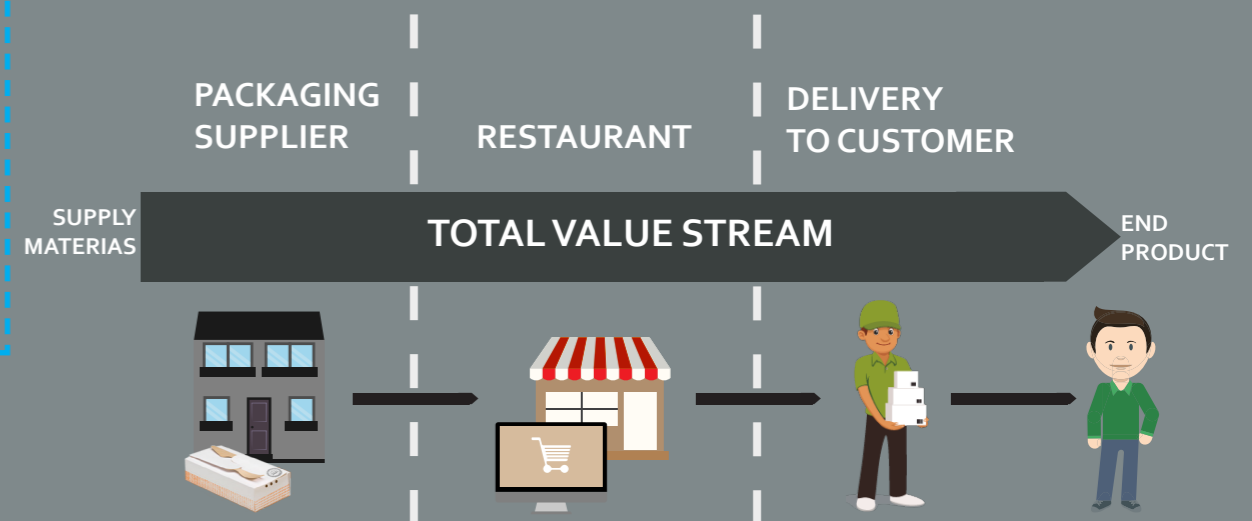 PACKAGING
SUPPLIER
RESTAURANT
DELIVERY
TO CUSTOMER
SUPPLY
MATERIAS
TOTAL VALUE STREAM
END
PRODUCT